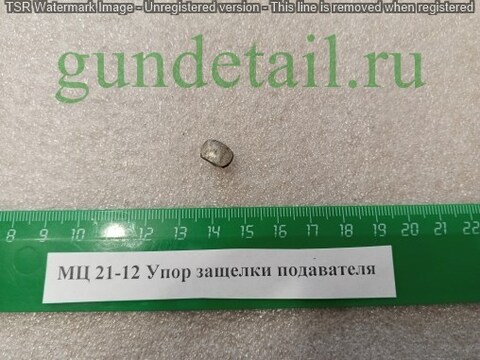 TSR Watermark Image - Unregistered version - This line is removed when registered
gundetail.ru
8 9 10 11 12 13 14 15 16 17 18 19 20 21 22
МЦ 21-12 Упор защелки подавателя